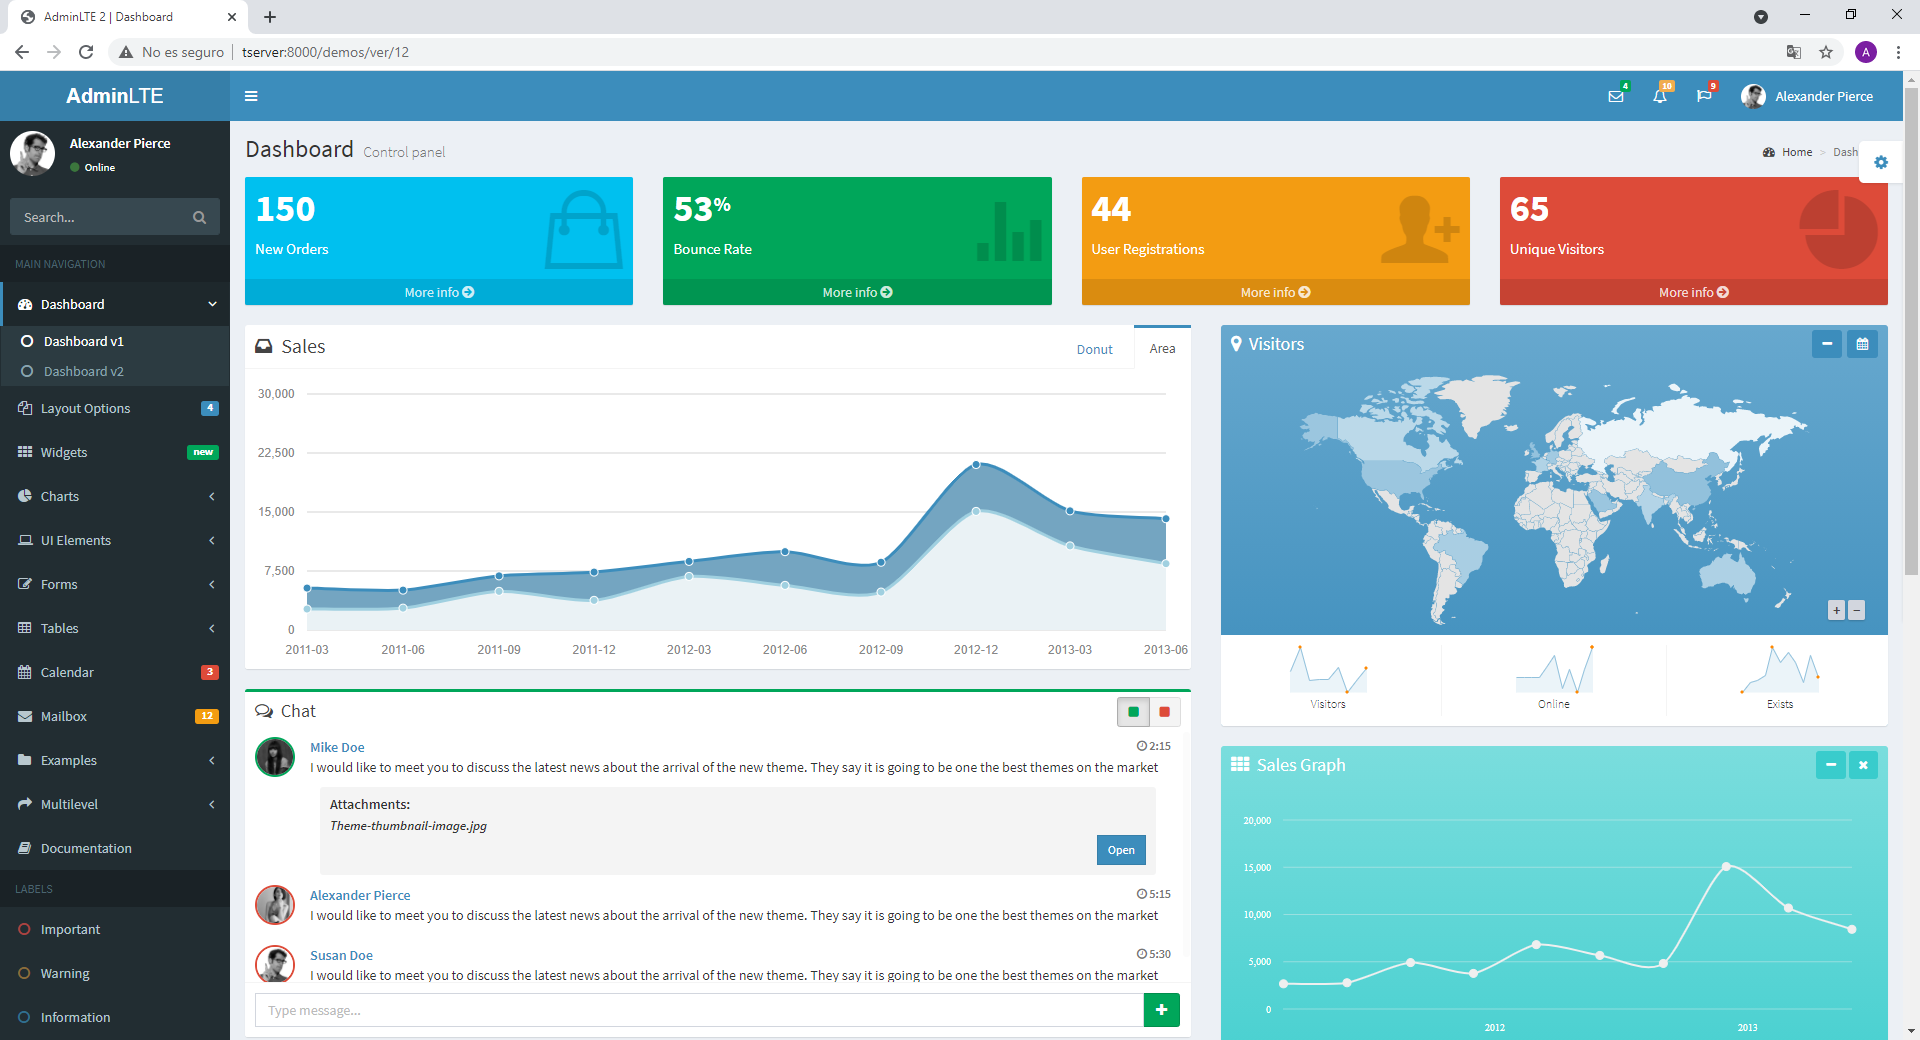 AdminLTE 2 | Dashboard
No es seguro | tserver:8000/demos/ver/12
A
AdminLTE
4
10
9
Alexander Pierce
Alexander Pierce
Online
Search...
MAIN NAVIGATION
Dashboard
Dashboard v1
Dashboard v2
Layout Options 4
Widgets new
Charts
UI Elements
Forms
Tables
Calendar 3
Mailbox 12
Examples
Multilevel
Documentation
LABELS
Important
Warning
Information
Dashboard Control panel
Home > Dash
150
New Orders
More info
53%
Bounce Rate
More info
44
User Registrations
More info
65
Unique Visitors
More info
Sales
Donut
Area
30,000
22,500
15,000
7,500
0
2011-03 2011-06 2011-09 2011-12 2012-03 2012-06 2012-09 2012-12 2013-03 2013-06
Chat
Mike Doe 2:15
I would like to meet you to discuss the latest news about the arrival of the new theme. They say it is going to be one the best themes on the market
Attachments:
Theme-thumbnail-image.jpg
Open
Alexander Pierce 5:15
I would like to meet you to discuss the latest news about the arrival of the new theme. They say it is going to be one the best themes on the market
Susan Doe 5:30
I would like to meet you to discuss the latest news about the arrival of the new theme. They say it is going to be one the best themes on the market
Type message...
Visitors
+ −
Visitors
Online
Exists
Sales Graph
20,000
15,000
10,000
5,000
0
2012 2013